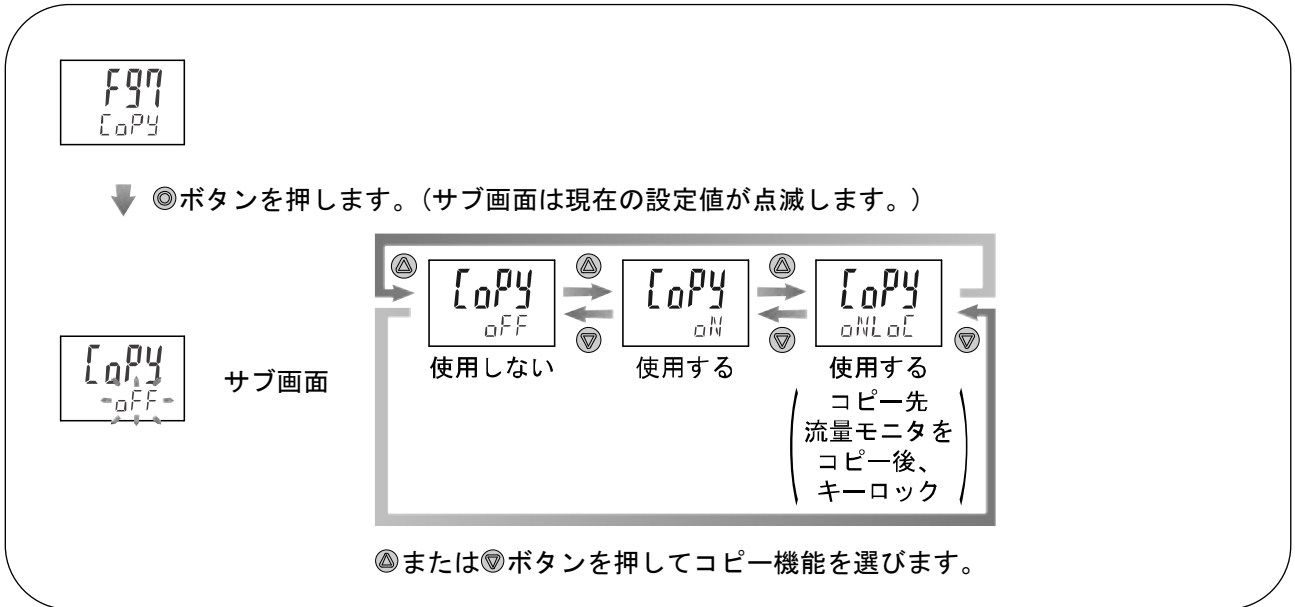 F97
CoPY
◎ボタンを押します。（サブ画面は現在の設定値が点滅します。）
CoPY
oFF
サブ画面
CoPY
oFF
使用しない
CoPY
oN
使用する
CoPY
oNLoC
使用する
コピー先
流量モニタを
コピー後、
キーロック
または ボタンを押してコピー機能を選びます。